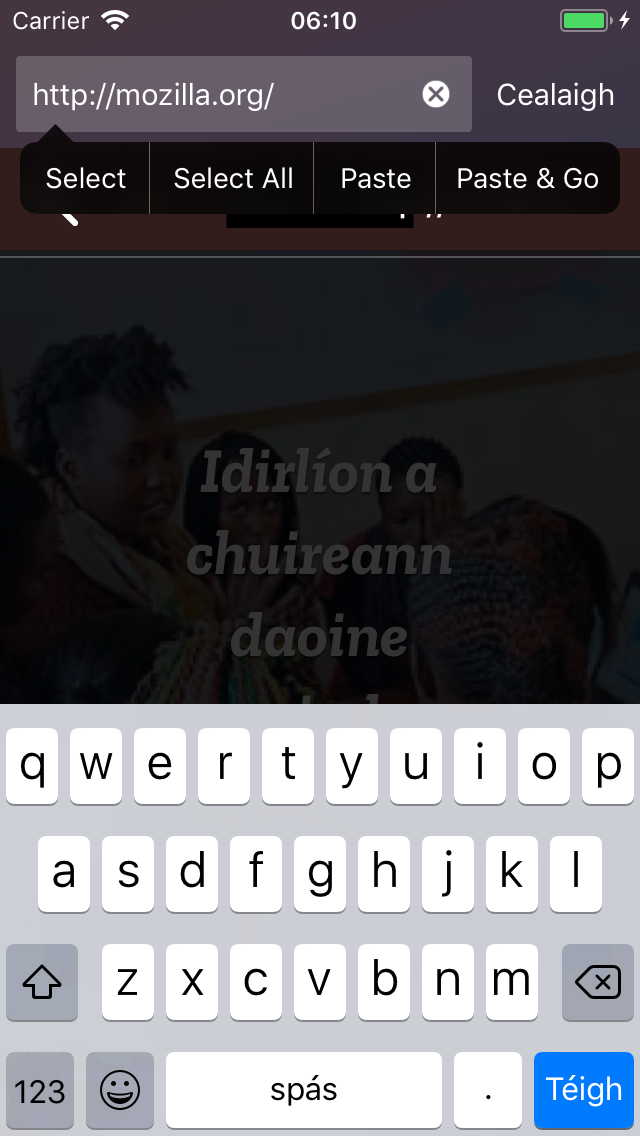 Carrier 06:10
http://mozilla.org/ Cealaigh
Select Select All Paste Paste & Go
Idirlíon a
chuireann
daoine
q w e r t y u i o p
a s d f g h j k l
z x c v b n m
123 spás . Téigh